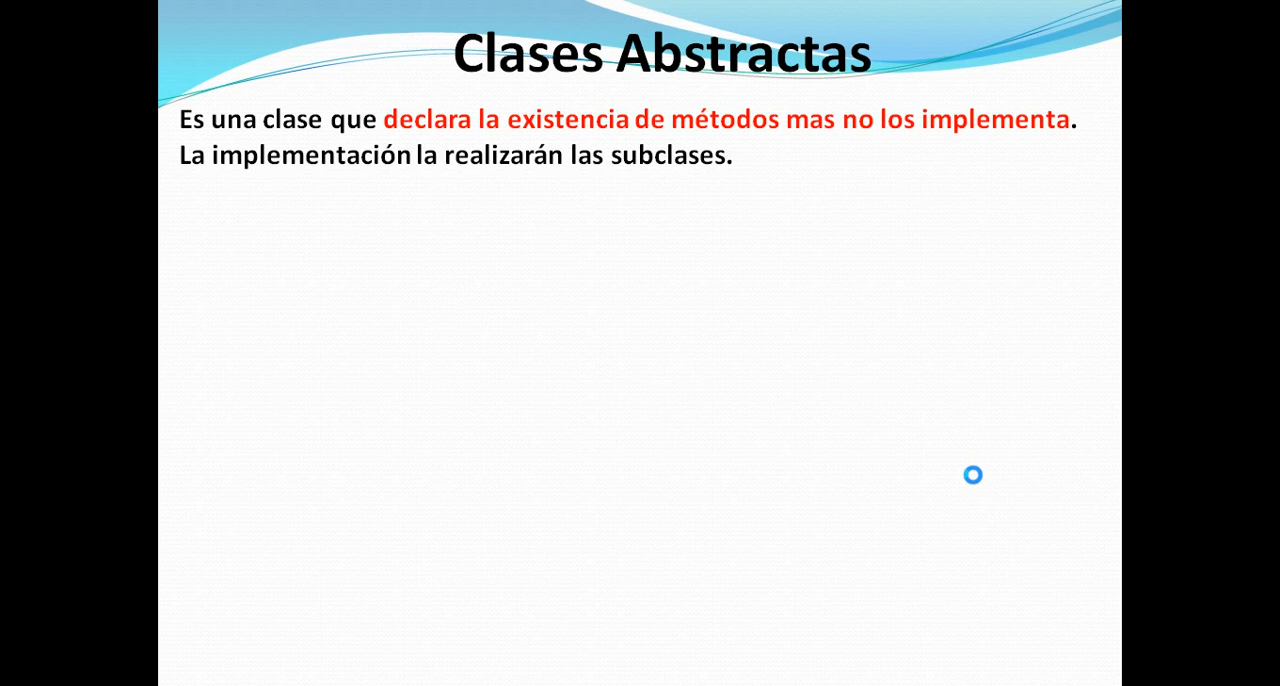 Clases Abstractas
Es una clase que declara la existencia de métodos mas no los implementa.
La implementación la realizarán las subclases.